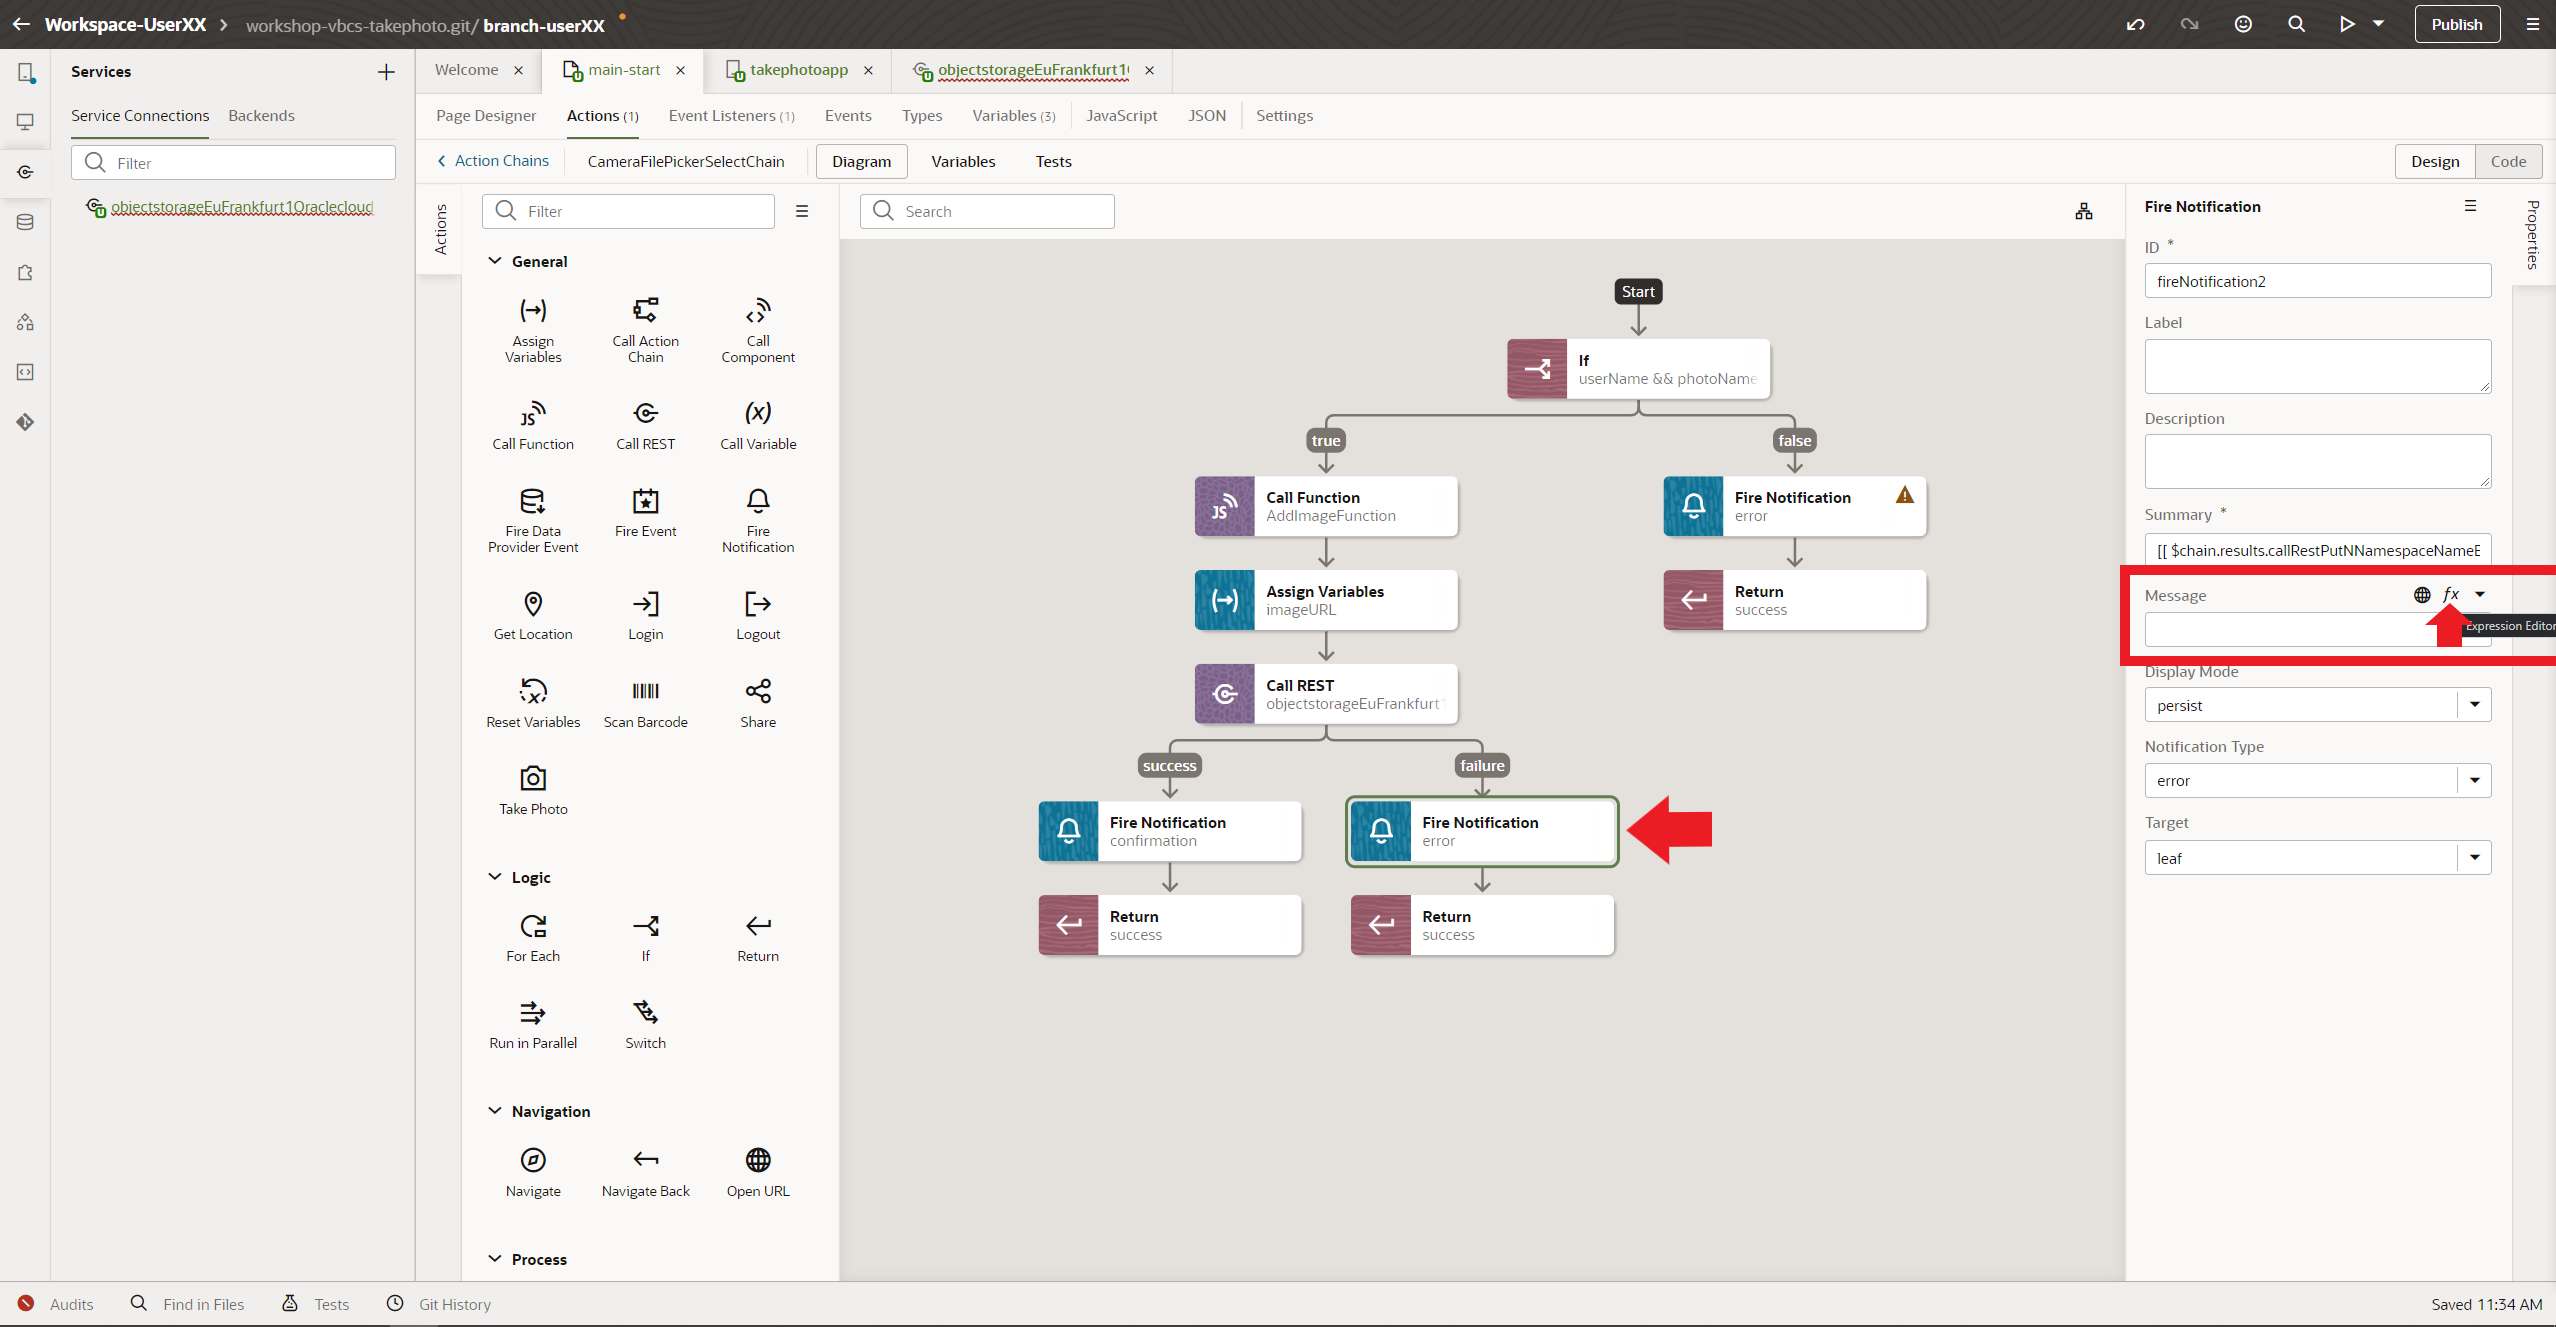 Workspace-UserXX
workshop-vbcs-takephoto.git/ branch-userXX
Publish
Services
Service Connections
Backends
Filter
objectstorageEuFrankfurt1Oraclecloud
Welcome
main-start
takephotoapp
objectstorageEuFrankfurt1
Page Designer
Actions (1)
Event Listeners (1)
Events
Types
Variables (3)
JavaScript
JSON
Settings
Action Chains
CameraFilePickerSelectChain
Diagram
Variables
Tests
Design
Code
Actions
Filter
General
Assign Variables
Call Action Chain
Call Component
Call Function
Call REST
Call Variable
Fire Data Provider Event
Fire Event
Fire Notification
Get Location
Login
Logout
Reset Variables
Scan Barcode
Share
Take Photo
Logic
For Each
If
Return
Run in Parallel
Switch
Navigation
Navigate
Navigate Back
Open URL
Process
Search
Start
If
userName && photoName
true
false
Call Function
AddImageFunction
Fire Notification
error
Assign Variables
imageURL
Return
success
Call REST
objectstorageEuFrankfurt1
success
failure
Fire Notification
confirmation
Fire Notification
error
Return
success
Return
success
Fire Notification
Properties
ID *
fireNotification2
Label
Description
Summary *
[[ $chain.results.callRestPutNNamespaceNameE
Message
fx
Expression Editor
Display Mode
persist
Notification Type
error
Target
leaf
Audits
Find in Files
Tests
Git History
Saved 11:34 AM